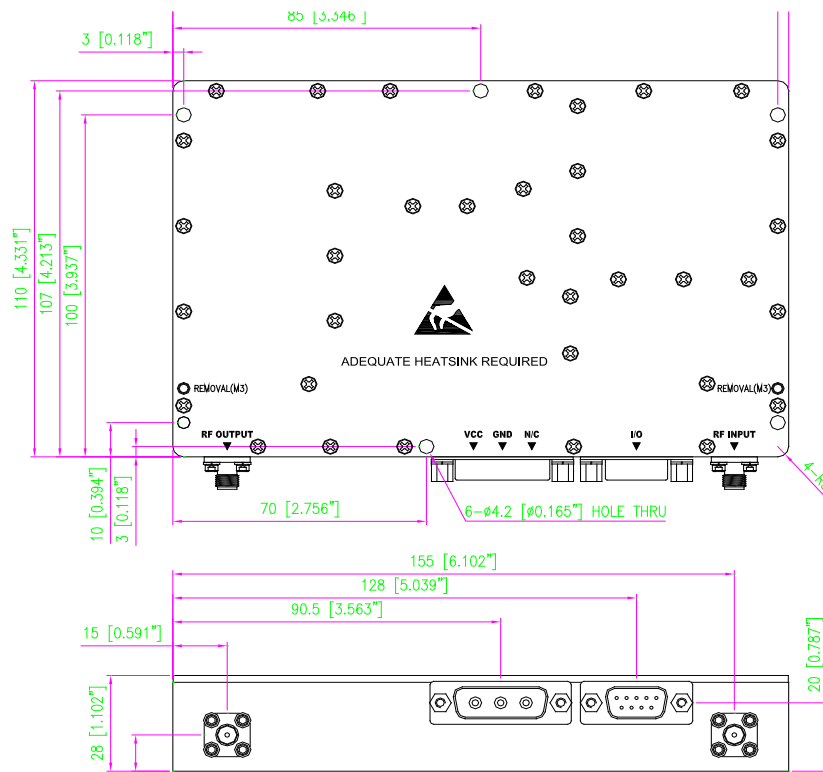 85 [3.346"]
3 [0.118"]
110 [4.331"]
107 [4.213"]
100 [3.937"]
ADEQUATE HEATSINK REQUIRED
REMOVAL(M3)
REMOVAL(M3)
RF OUTPUT
VCC
GND
N/C
I/O
RF INPUT
10 [0.394"]
3 [0.118"]
70 [2.756"]
6-ø4.2 [ø0.165"] HOLE THRU
155 [6.102"]
128 [5.039"]
90.5 [3.563"]
15 [0.591"]
28 [1.102"]
20 [0.787"]